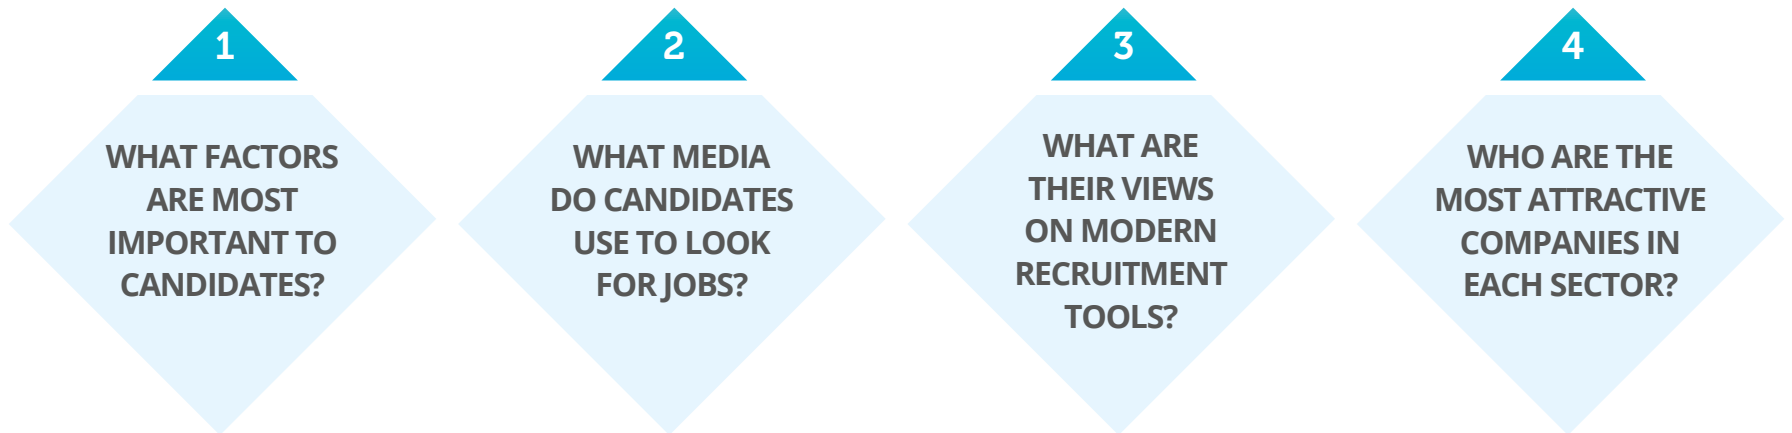 1
WHAT FACTORS
ARE MOST
IMPORTANT TO
CANDIDATES?
2
WHAT MEDIA
DO CANDIDATES
USE TO LOOK
FOR JOBS?
3
WHAT ARE
THEIR VIEWS
ON MODERN
RECRUITMENT
TOOLS?
4
WHO ARE THE
MOST ATTRACTIVE
COMPANIES IN
EACH SECTOR?